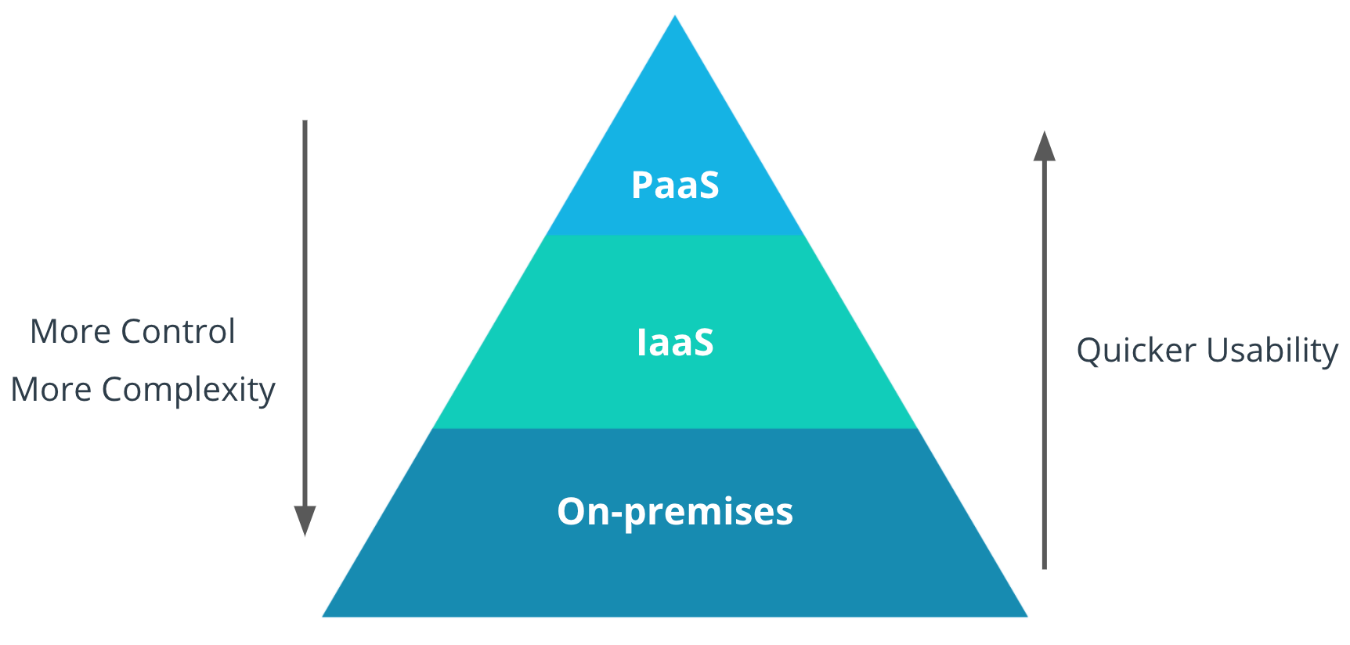 PaaS
IaaS
On-premises
More Control
More Complexity
Quicker Usability